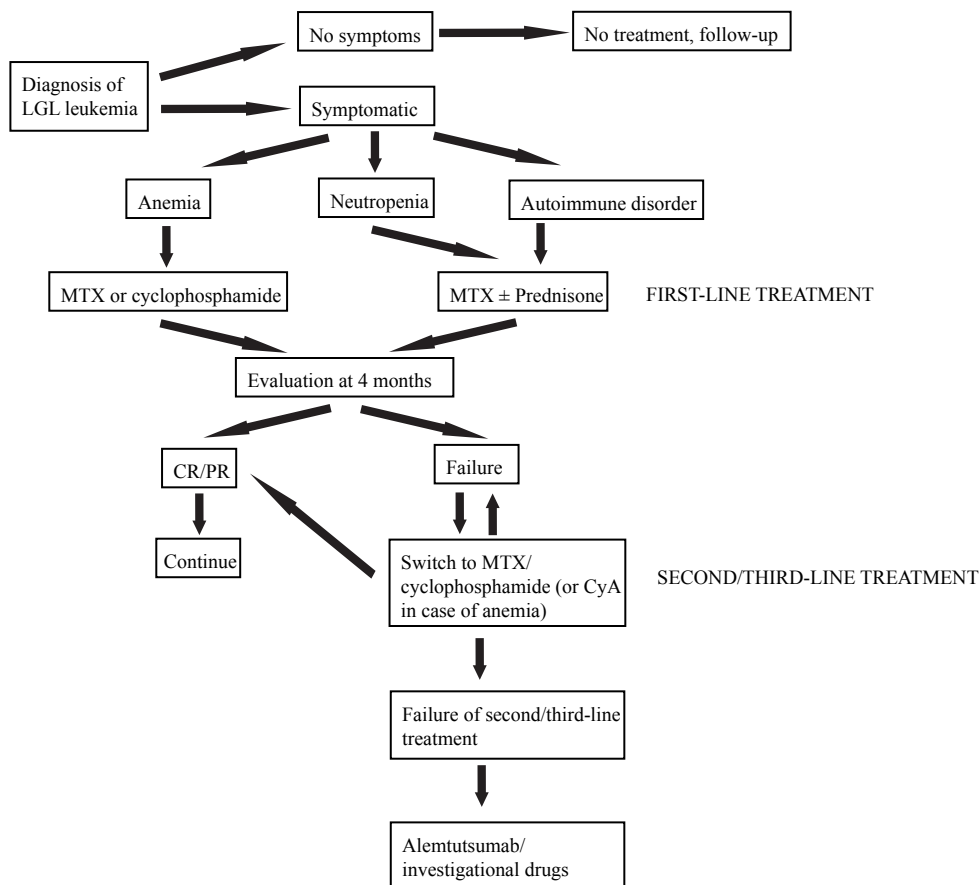 No symptoms
No treatment, follow-up
Diagnosis of
LGL leukemia
Symptomatic
Anemia
Neutropenia
Autoimmune disorder
MTX or cyclophosphamide
MTX ± Prednisone
FIRST-LINE TREATMENT
Evaluation at 4 months
CR/PR
Failure
Continue
Switch to MTX/
cyclophosphamide (or CyA
in case of anemia)
SECOND/THIRD-LINE TREATMENT
Failure of second/third-line
treatment
Alemtutsumab/
investigational drugs